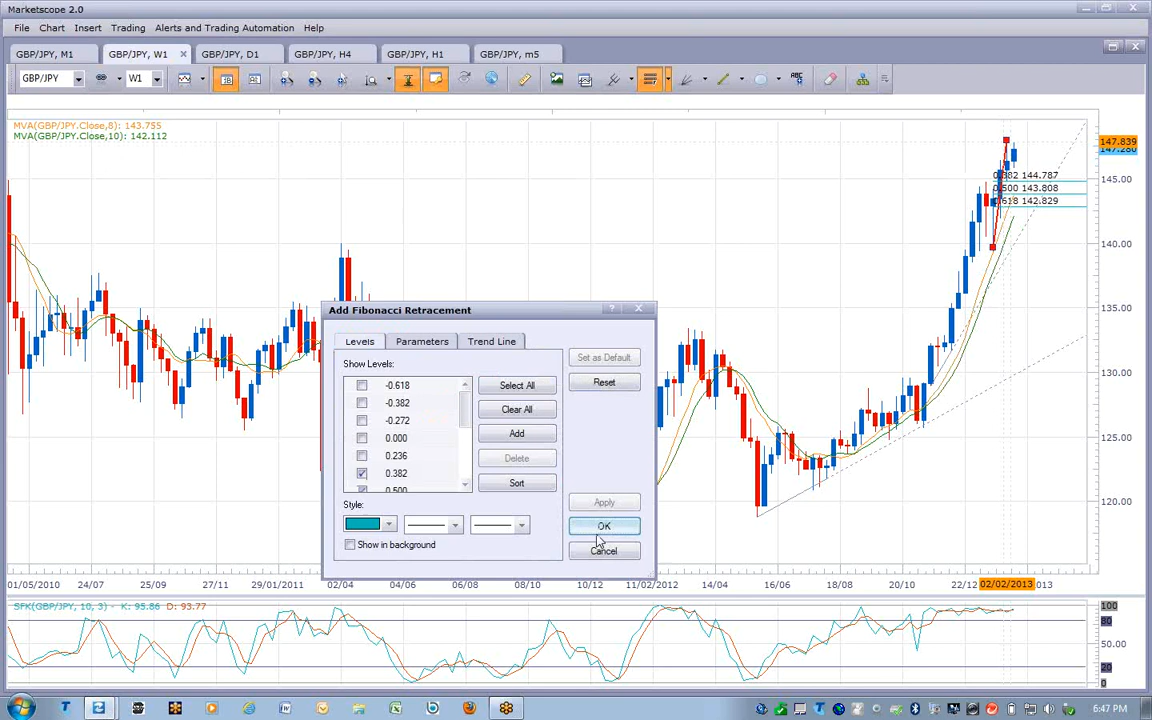 Marketscope 2.0
File Chart Insert Trading Alerts and Trading Automation Help
GBP/JPY, M1 GBP/JPY, W1 GBP/JPY, D1 GBP/JPY, H4 GBP/JPY, H1 GBP/JPY, m5
GBP/JPY W1 ABC
MVA(GBP/JPY.Close,8): 143.755
MVA(GBP/JPY.Close,10): 142.112
147.839
147.280
0.382 144.787
0.500 143.808
0.618 142.829
145.00
140.00
135.00
130.00
125.00
120.00
Add Fibonacci Retracement
Levels Parameters Trend Line
Show Levels:
-0.618
-0.382
-0.272
0.000
0.236
0.382
0.500
Select All
Clear All
Add
Delete
Sort
Set as Default
Reset
Apply
OK
Cancel
Style:
Show in background
01/05/2010 24/07 25/09 29/01/2011 02/04 04/06 06/08 08/10 10/12 11/02/2012 14/04 16/06 18/08 20/10 22/12 02/02/2013 013
SFK(GBP/JPY, 10, 3) - K: 95.86 D: 93.77
100
80
50.00
20
0
6:47 PM